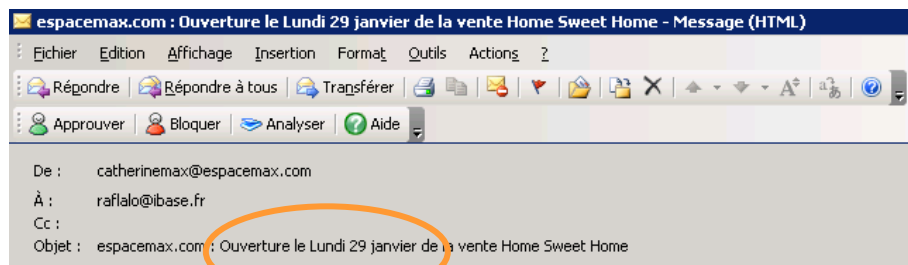 espacemax.com : Ouverture le Lundi 29 janvier de la vente Home Sweet Home - Message (HTML)
Fichier Edition Affichage Insertion Format Outils Actions ?
Répondre Répondre à tous Transférer
Approuver Bloquer Analyser Aide
De : catherinemax@espacemax.com
À : raflalo@ibase.fr
Cc :
Objet : espacemax.com : Ouverture le Lundi 29 janvier de la vente Home Sweet Home